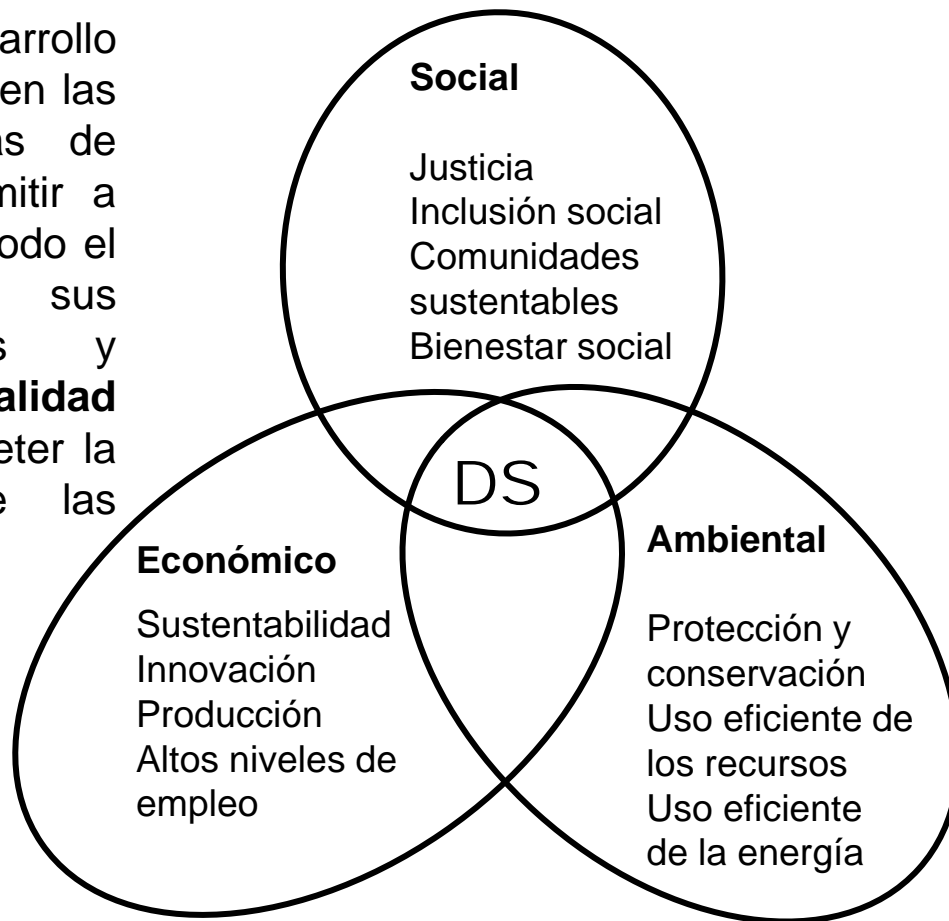 arrollo
en las
as de
mitir a
odo el
sus
s y
alidad
eter la
e las
Social
Justicia
Inclusión social
Comunidades
sustentables
Bienestar social
DS
Económico
Sustentabilidad
Innovación
Producción
Altos niveles de
empleo
Ambiental
Protección y
conservación
Uso eficiente de
los recursos
Uso eficiente
de la energía